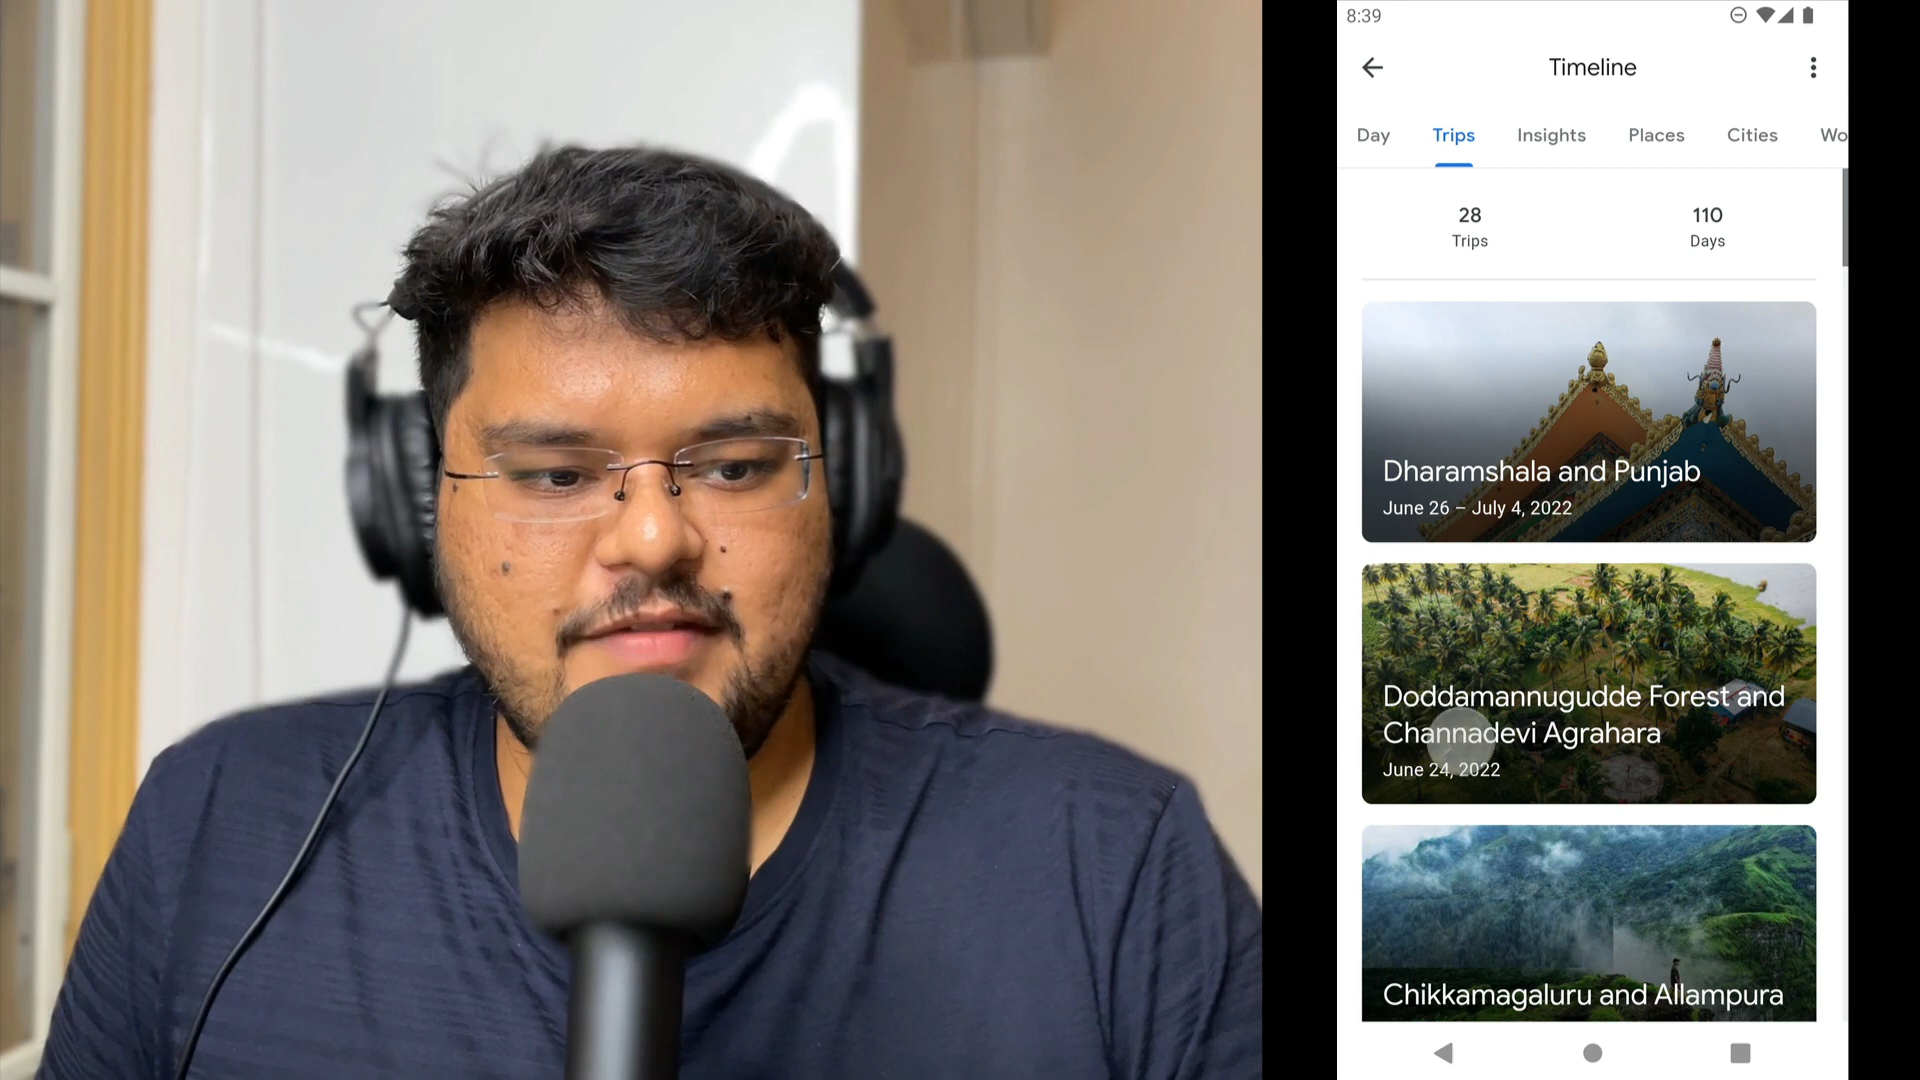 8:39
Timeline
Day Trips Insights Places Cities Wo
28 110
Trips Days
Dharamshala and Punjab
June 26 – July 4, 2022
Doddamannugudde Forest and
Channadevi Agrahara
June 24, 2022
Chikkamagaluru and Allampura